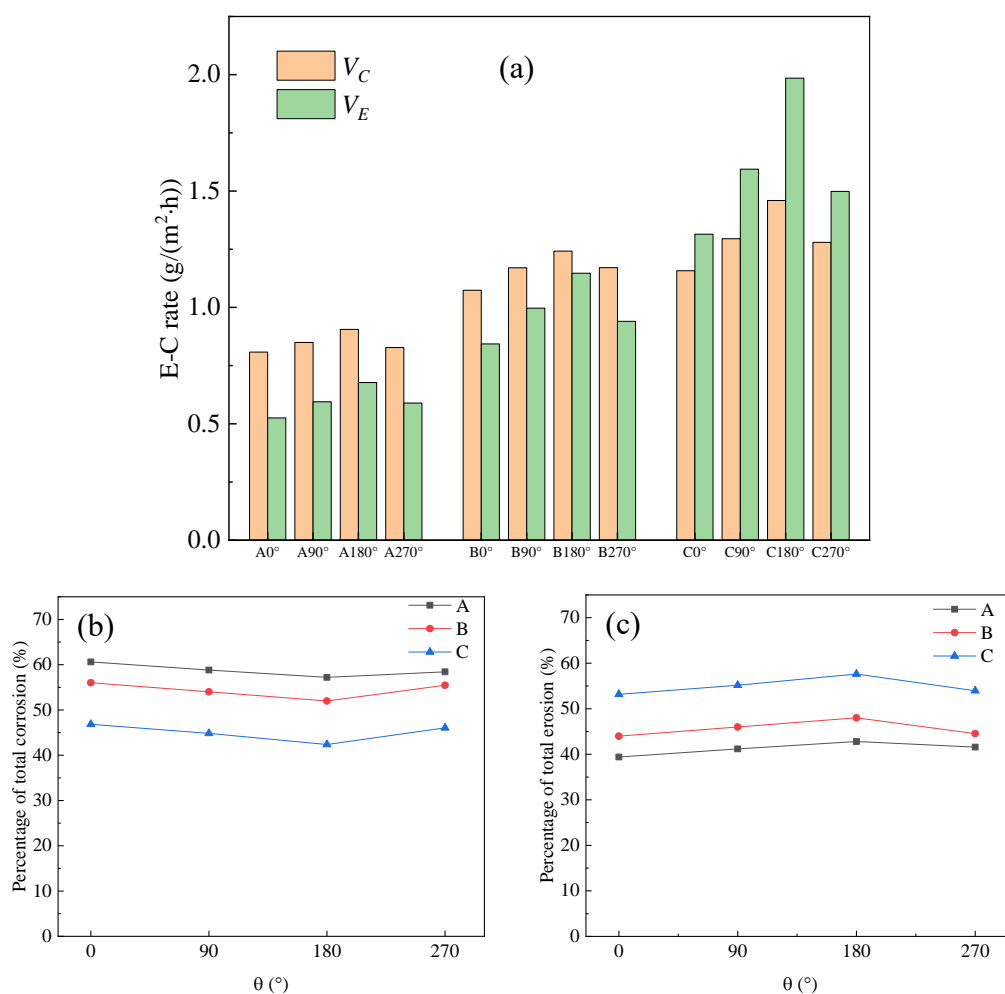 (a)
V_C
V_E
E-C rate (g/(m²·h))
2.0
1.5
1.0
0.5
0.0
A0° A90° A180° A270° B0° B90° B180° B270° C0° C90° C180° C270°
(b)
A
B
C
Percentage of total corrosion (%)
70
60
50
40
30
20
10
0
0 90 180 270
θ (°)
(c)
A
B
C
Percentage of total erosion (%)
70
60
50
40
30
20
10
0
0 90 180 270
θ (°)